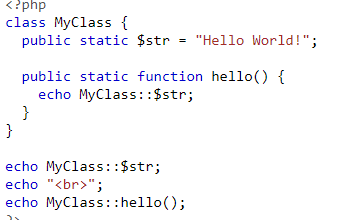 <?php
class MyClass {
  public static $str = "Hello World!";

  public static function hello() {
    echo MyClass::$str;
  }
}

echo MyClass::$str;
echo "<br>";
echo MyClass::hello();
?>